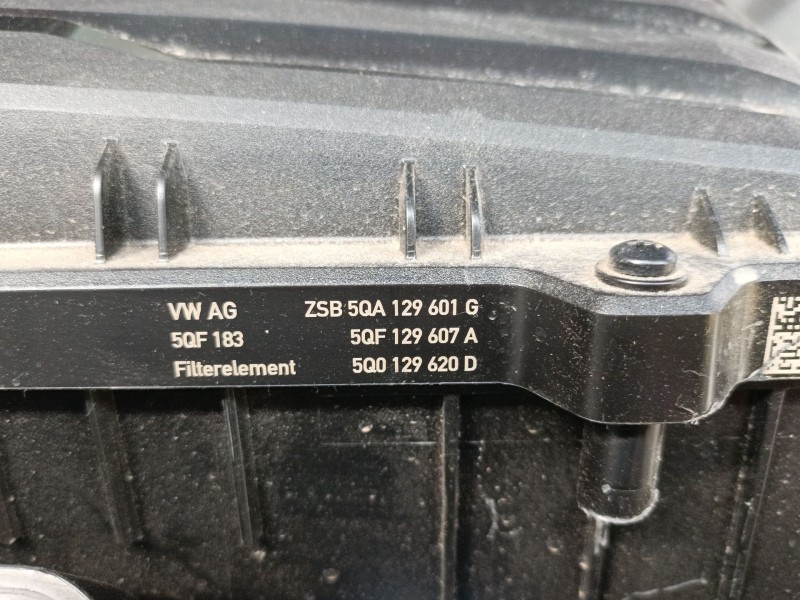 VW AG ZSB 5QA 129 601 G
5QF 183 5QF 129 607 A
Filterelement 5Q0 129 620 D